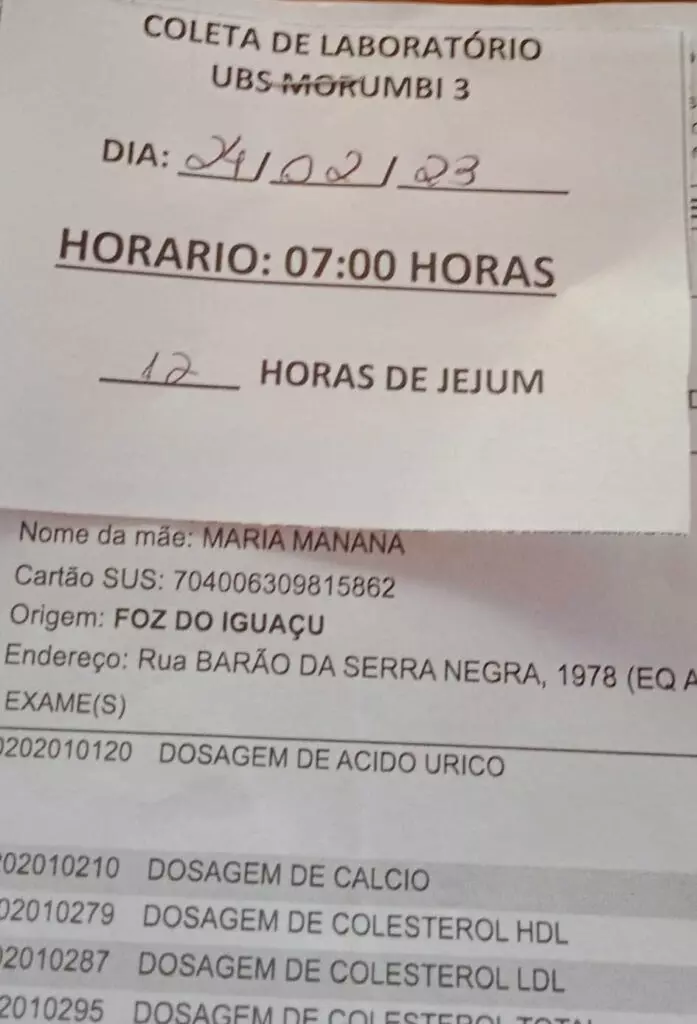 COLETA DE LABORATÓRIO
UBS MORUMBI 3
DIA: 24/02/23
HORARIO: 07:00 HORAS
12 HORAS DE JEJUM
Nome da mãe: MARIA MANANA
Cartão SUS: 704006309815862
Origem: FOZ DO IGUAÇU
Endereço: Rua BARÃO DA SERRA NEGRA, 1978 (EQ A
EXAME(S)
0202010120 DOSAGEM DE ACIDO URICO
02010210 DOSAGEM DE CALCIO
02010279 DOSAGEM DE COLESTEROL HDL
02010287 DOSAGEM DE COLESTEROL LDL
2010295 DOSAGEM DE COLESTEROL TOTAL